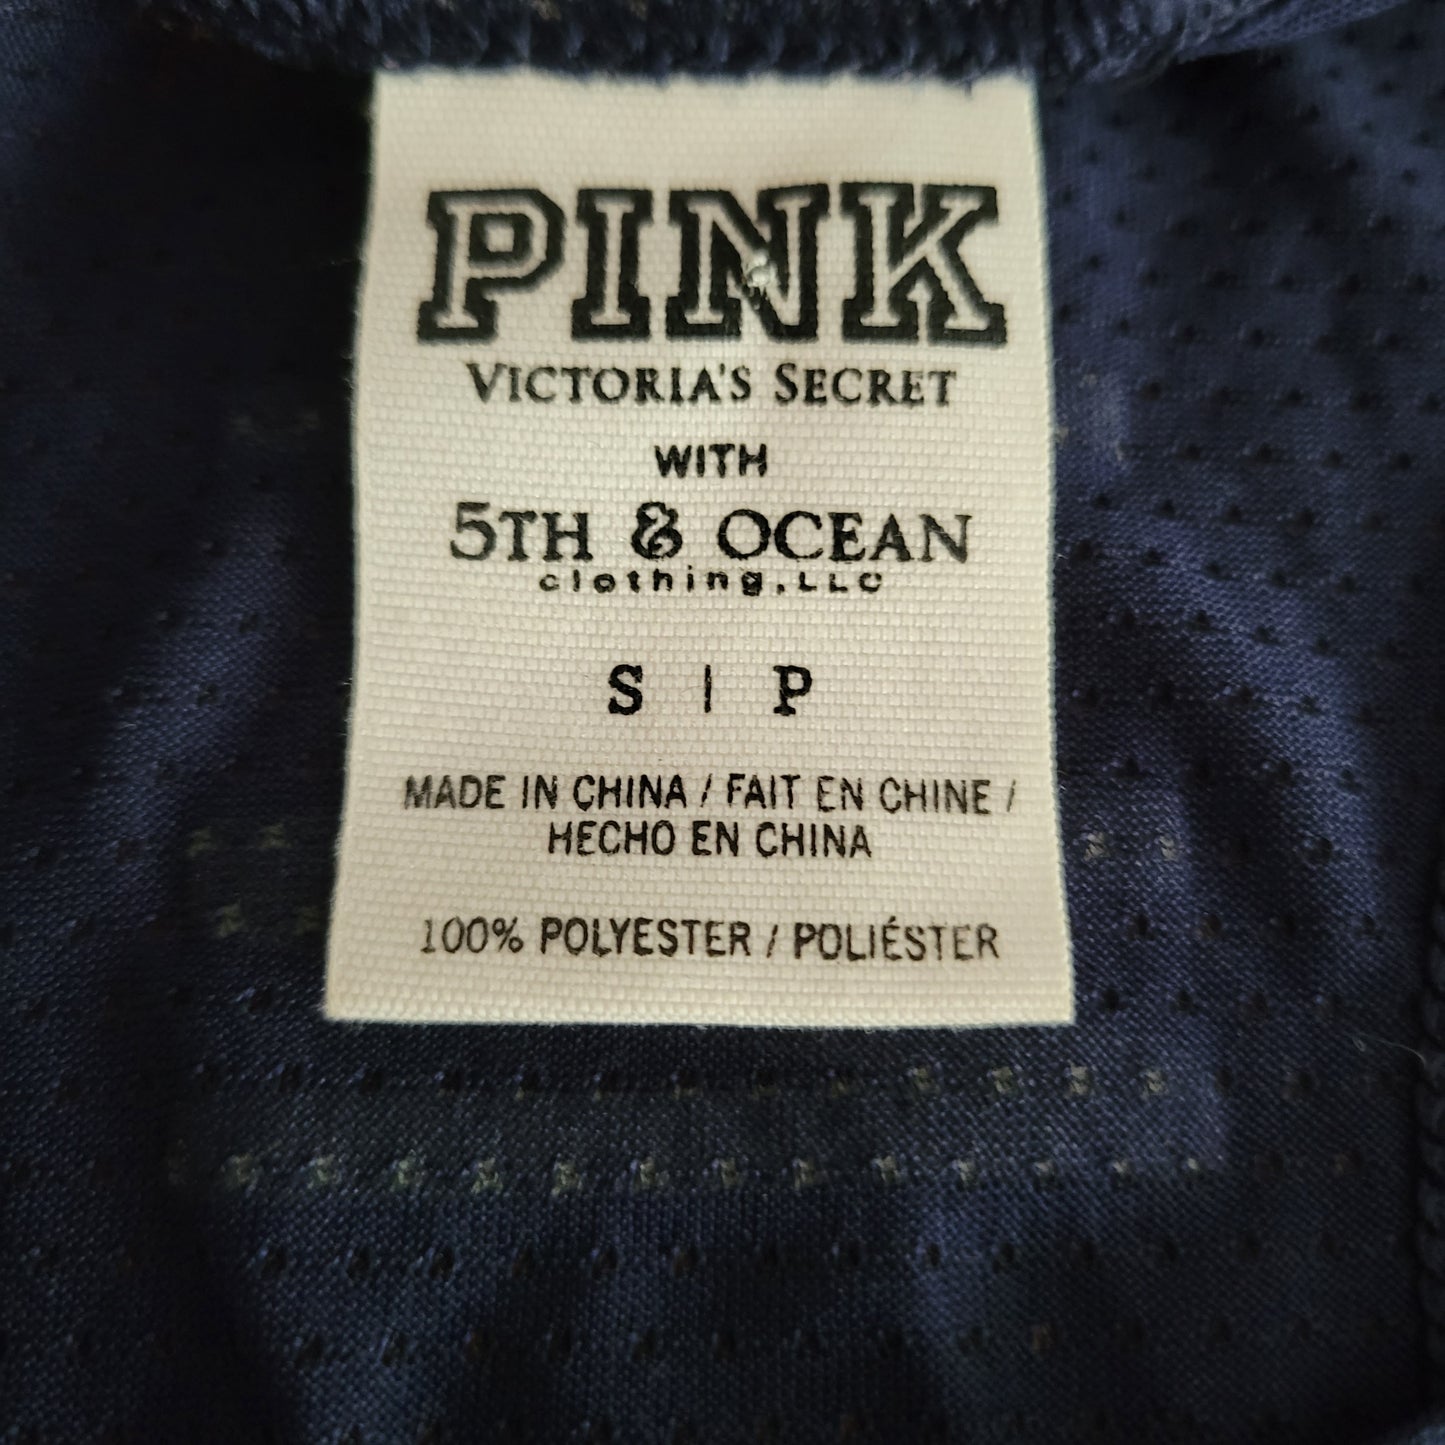 PINK
VICTORIA'S SECRET
WITH
5TH & OCEAN
clothing, LLC
S | P
MADE IN CHINA / FAIT EN CHINE /
HECHO EN CHINA
100% POLYESTER / POLIÉSTER